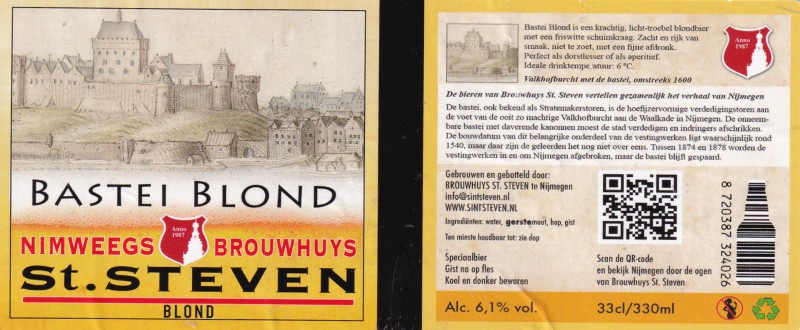 BASTEI BLOND
Anno
1987
NIMWEEGS BROUWHUYS
St.STEVEN
BLOND
Bastei Blond is een krachtig, licht-troebel blondbier
met een friswitte schuimkraag. Zacht en rijk van
smaak, niet te zoet, met een fijne afdronk.
Perfect als dorstlesser of als aperitief.
Ideale drinktemperatuur: 6 °C.
Valkhofburcht met de bastei, omstreeks 1600
Anno
1987
De bieren van Brouwhuys St. Steven vertellen gezamenlijk het verhaal van Nijmegen
De bastei, ook bekend als Stratemakerstoren, is de hoefijzervormige verdedigingstoren aan
de voet van de ooit zo machtige Valkhofburcht aan de Waalkade in Nijmegen. De onneem-
bare bastei met daverende kanonnen moest de stad verdedigen en indringers afschrikken.
De bouwdatum van dit belangrijke onderdeel van de vestingwerken ligt waarschijnlijk rond
1540, maar daar zijn de geleerden het nog niet over eens. Tussen 1874 en 1878 worden de
vestingwerken in en om Nijmegen afgebroken, maar de bastei blijft gespaard.
Gebrouwen en gebotteld door:
BROUWHUYS ST. STEVEN te Nijmegen
info@sintsteven.nl
WWW.SINTSTEVEN.NL
Ingrediënten: water, gerstemout, hop, gist
Ten minste houdbaar tot: zie dop
Speciaalbier
Gist na op fles
Koel en donker bewaren
Scan de QR-code
en bekijk Nijmegen door de ogen
van Brouwhuys St. Steven
8 720387 324026
Alc. 6,1% vol.
33cl/330ml